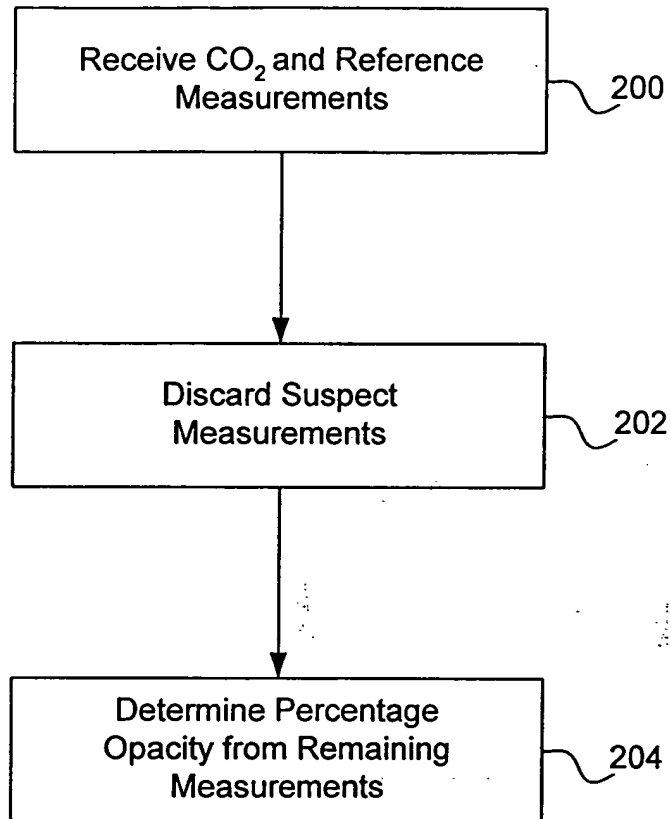 Receive CO₂ and Reference
Measurements
200
Discard Suspect
Measurements
202
Determine Percentage
Opacity from Remaining
Measurements
204